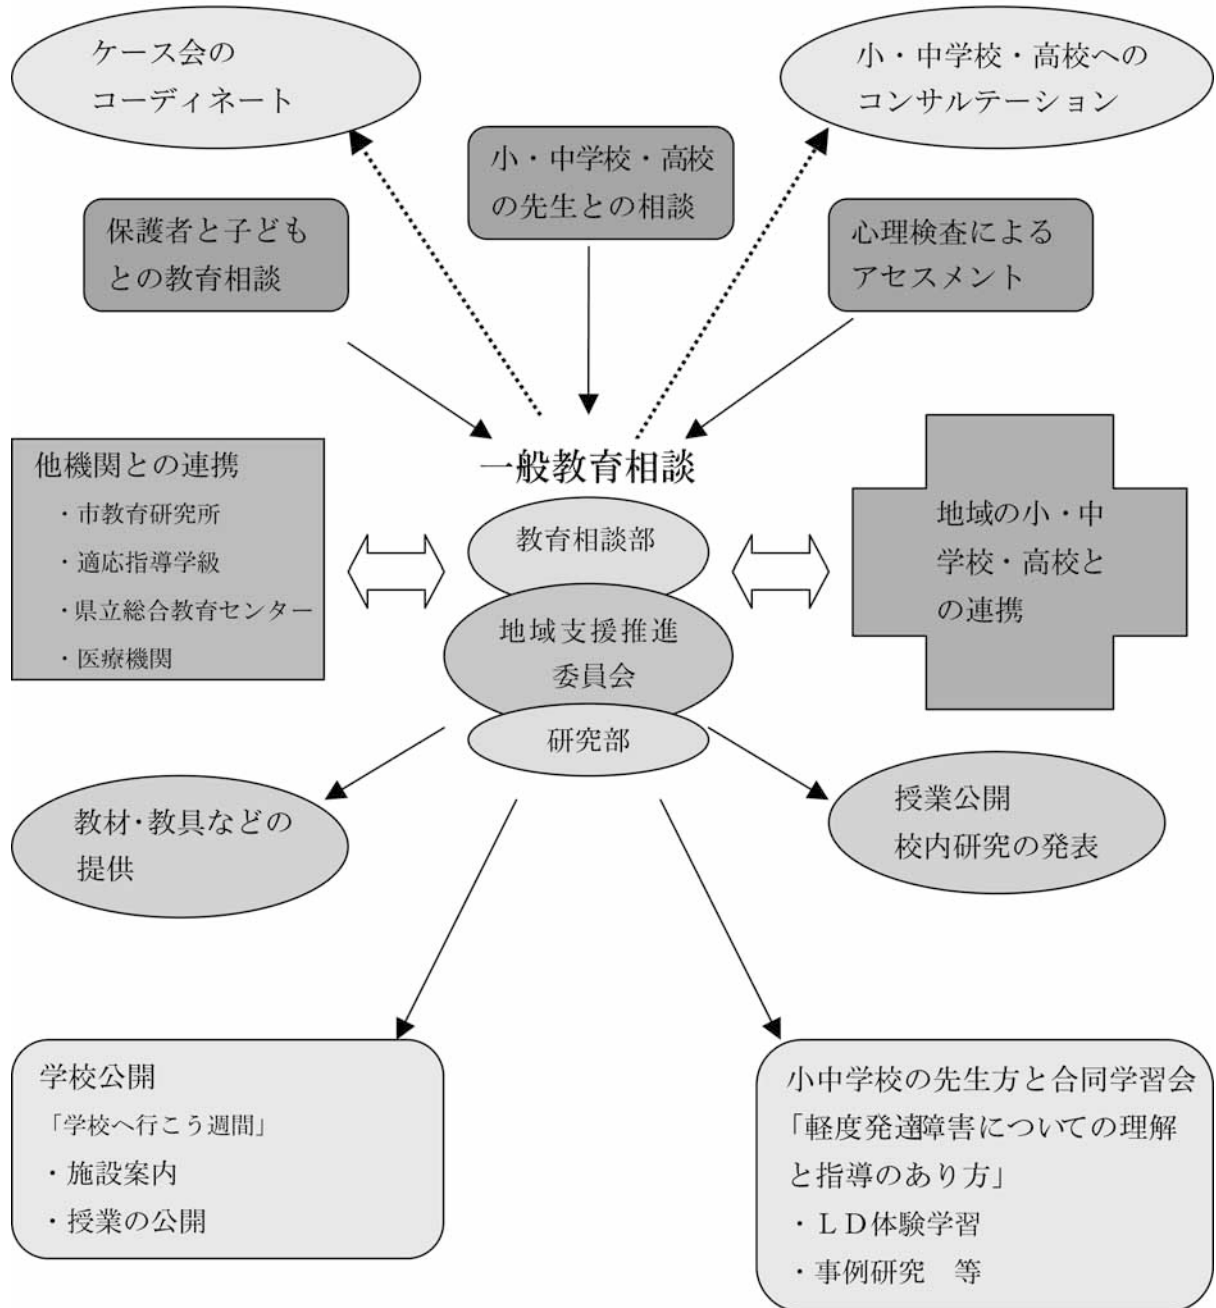 ケース会の
コーディネート
小・中学校・高校への
コンサルテーション
小・中学校・高校
の先生との相談
保護者と子ども
との教育相談
心理検査による
アセスメント
一般教育相談
他機関との連携
・市教育研究所
・適応指導学級
・県立総合教育センター
・医療機関
教育相談部
地域支援推進
委員会
研究部
地域の小・中
学校・高校と
の連携
教材・教具などの
提供
授業公開
校内研究の発表
学校公開
「学校へ行こう週間」
・施設案内
・授業の公開
小中学校の先生方と合同学習会
「軽度発達障害についての理解
と指導のあり方」
・ＬＤ体験学習
・事例研究　等